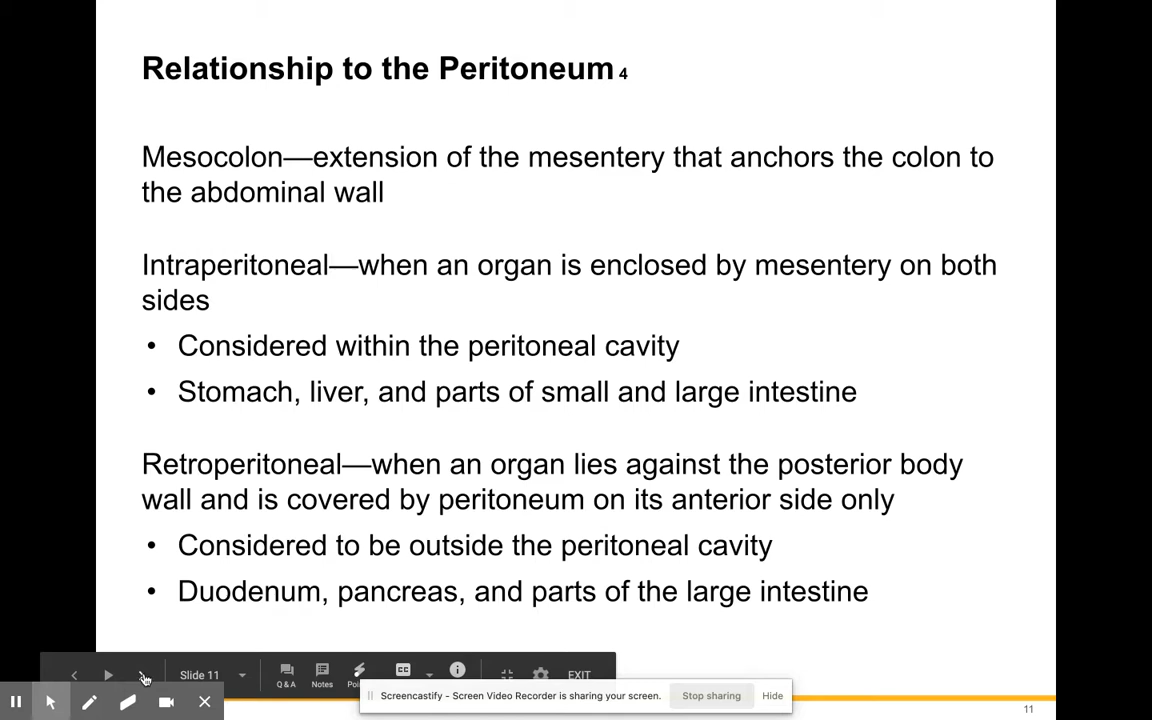 Relationship to the Peritoneum 4
Mesocolon—extension of the mesentery that anchors the colon to
the abdominal wall
Intraperitoneal—when an organ is enclosed by mesentery on both
sides
• Considered within the peritoneal cavity
• Stomach, liver, and parts of small and large intestine
Retroperitoneal—when an organ lies against the posterior body
wall and is covered by peritoneum on its anterior side only
• Considered to be outside the peritoneal cavity
• Duodenum, pancreas, and parts of the large intestine
Slide 11
Q & A
Notes
CC
EXIT
Screencastify - Screen Video Recorder is sharing your screen.
Stop sharing
Hide
11